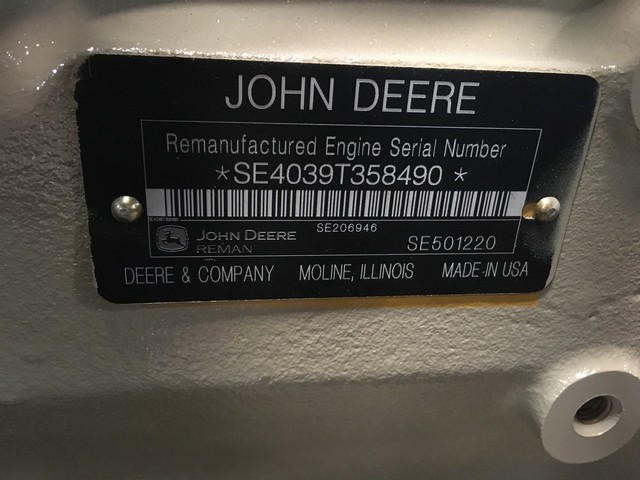 JOHN DEERE
Remanufactured Engine Serial Number
*SE4039T358490*
SE206946
JOHN DEERE
REMAN
SE501220
DEERE & COMPANY MOLINE, ILLINOIS MADE IN USA